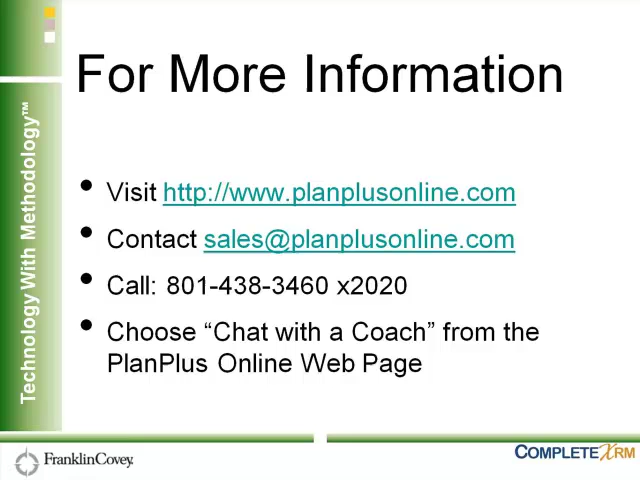 For More Information
Technology With Methodology™
• Visit http://www.planplusonline.com
• Contact sales@planplusonline.com
• Call: 801-438-3460 x2020
• Choose “Chat with a Coach” from the
PlanPlus Online Web Page
FranklinCovey.
COMPLETEXRM